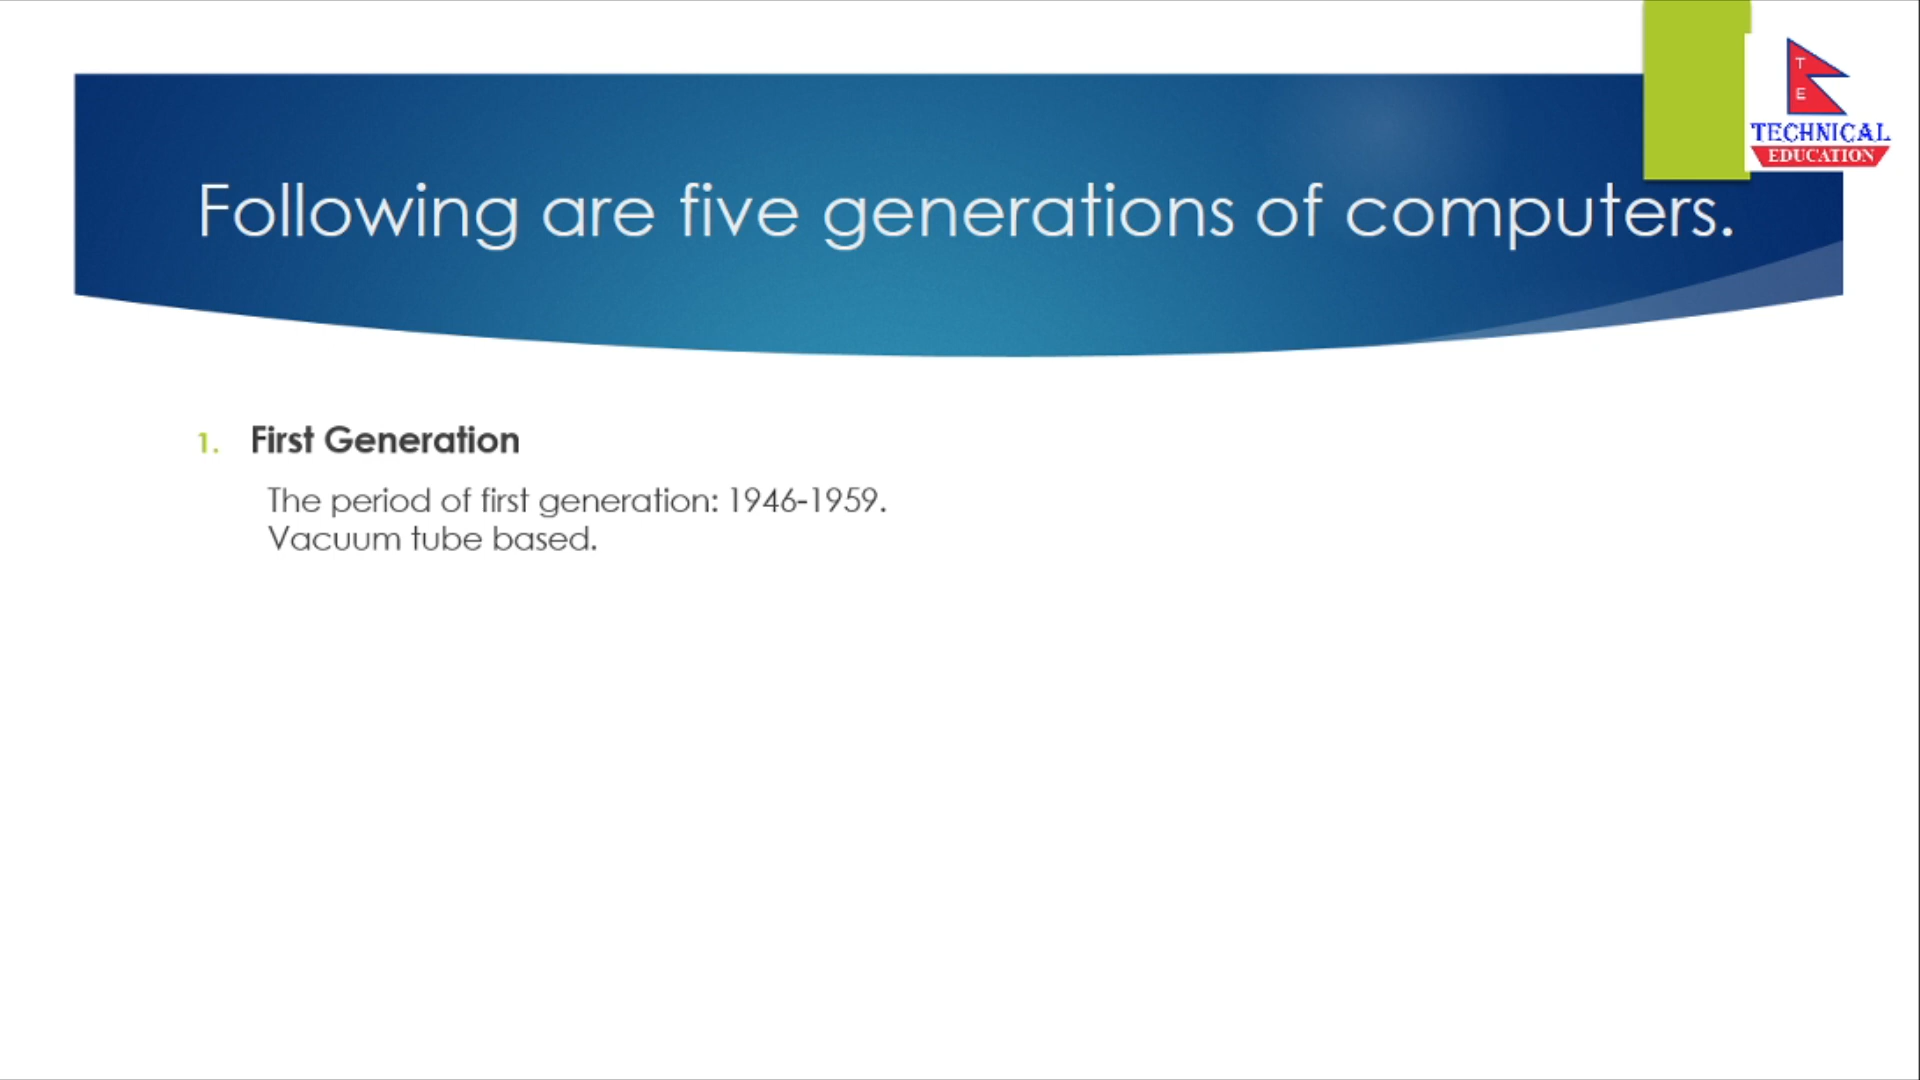 T
E
TECHNICAL
EDUCATION
Following are five generations of computers.
1. First Generation
The period of first generation: 1946-1959.
Vacuum tube based.